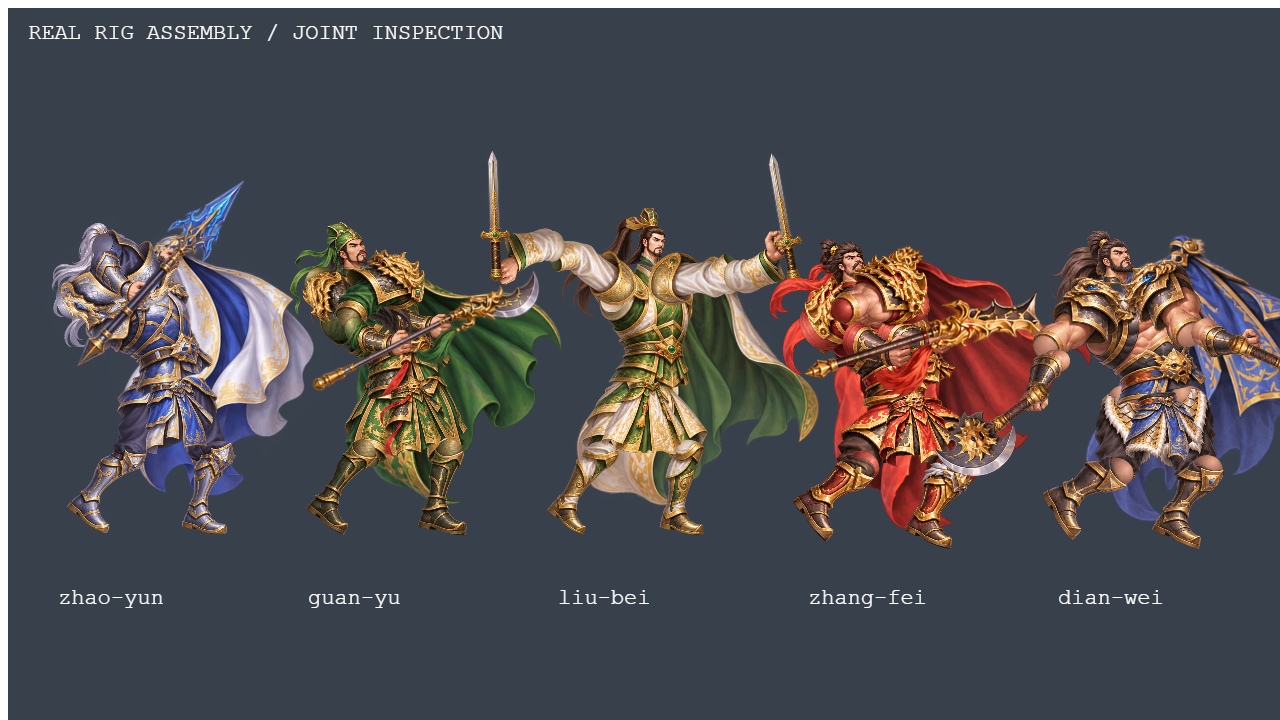 REAL RIG ASSEMBLY / JOINT INSPECTION
zhao-yun
guan-yu
liu-bei
zhang-fei
dian-wei